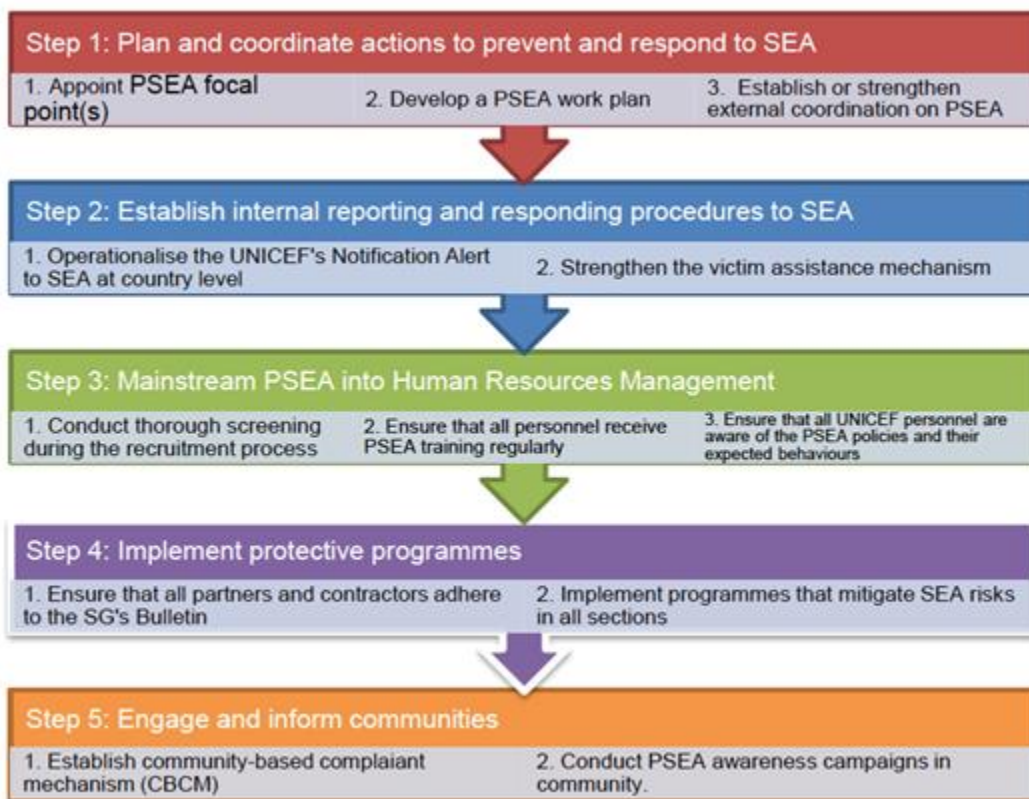 Step 1: Plan and coordinate actions to prevent and respond to SEA
1. Appoint PSEA focal
point(s)
2. Develop a PSEA work plan
3. Establish or strengthen
external coordination on PSEA
Step 2: Establish internal reporting and responding procedures to SEA
1. Operationalise the UNICEF's Notification Alert
to SEA at country level
2. Strengthen the victim assistance mechanism
Step 3: Mainstream PSEA into Human Resources Management
1. Conduct thorough screening
during the recruitment process
2. Ensure that all personnel receive
PSEA training regularly
3. Ensure that all UNICEF personnel are
aware of the PSEA policies and their
expected behaviours
Step 4: Implement protective programmes
1. Ensure that all partners and contractors adhere
to the SG's Bulletin
2. Implement programmes that mitigate SEA risks
in all sections
Step 5: Engage and inform communities
1. Establish community-based complaiant
mechanism (CBCM)
2. Conduct PSEA awareness campaigns in
community.